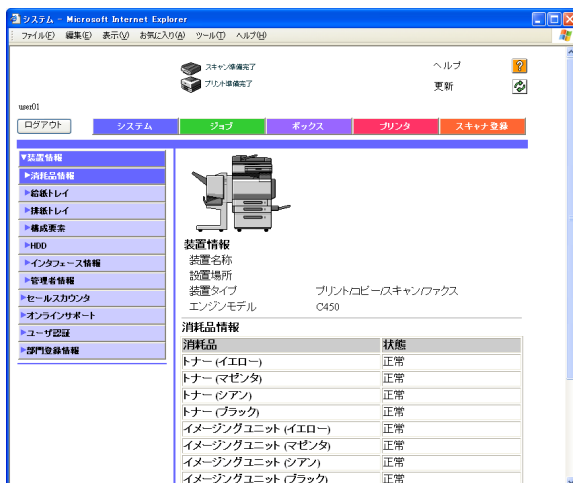 システム - Microsoft Internet Explorer
ファイル(F) 編集(E) 表示(V) お気に入り(A) ツール(T) ヘルプ(H)
スキャン準備完了
プリント準備完了
ヘルプ
?
更新
user01
ログアウト
システム ジョブ ボックス プリンタ スキャナ登録
▼装置情報
▶消耗品情報
▶給紙トレイ
▶排紙トレイ
▶構成要素
▶HDD
▶インタフェース情報
▶管理者情報
▶セールスカウンタ
▶オンラインサポート
▶ユーザ認証
▶部門登録情報
装置情報
装置名称
設置場所
装置タイプ プリント/コピー/スキャン/ファクス
エンジンモデル C450
消耗品情報
消耗品 状態
トナー (イエロー) 正常
トナー (マゼンタ) 正常
トナー (シアン) 正常
トナー (ブラック) 正常
イメージングユニット (イエロー) 正常
イメージングユニット (マゼンタ) 正常
イメージングユニット (シアン) 正常
イメージングユニット (ブラック) 正常